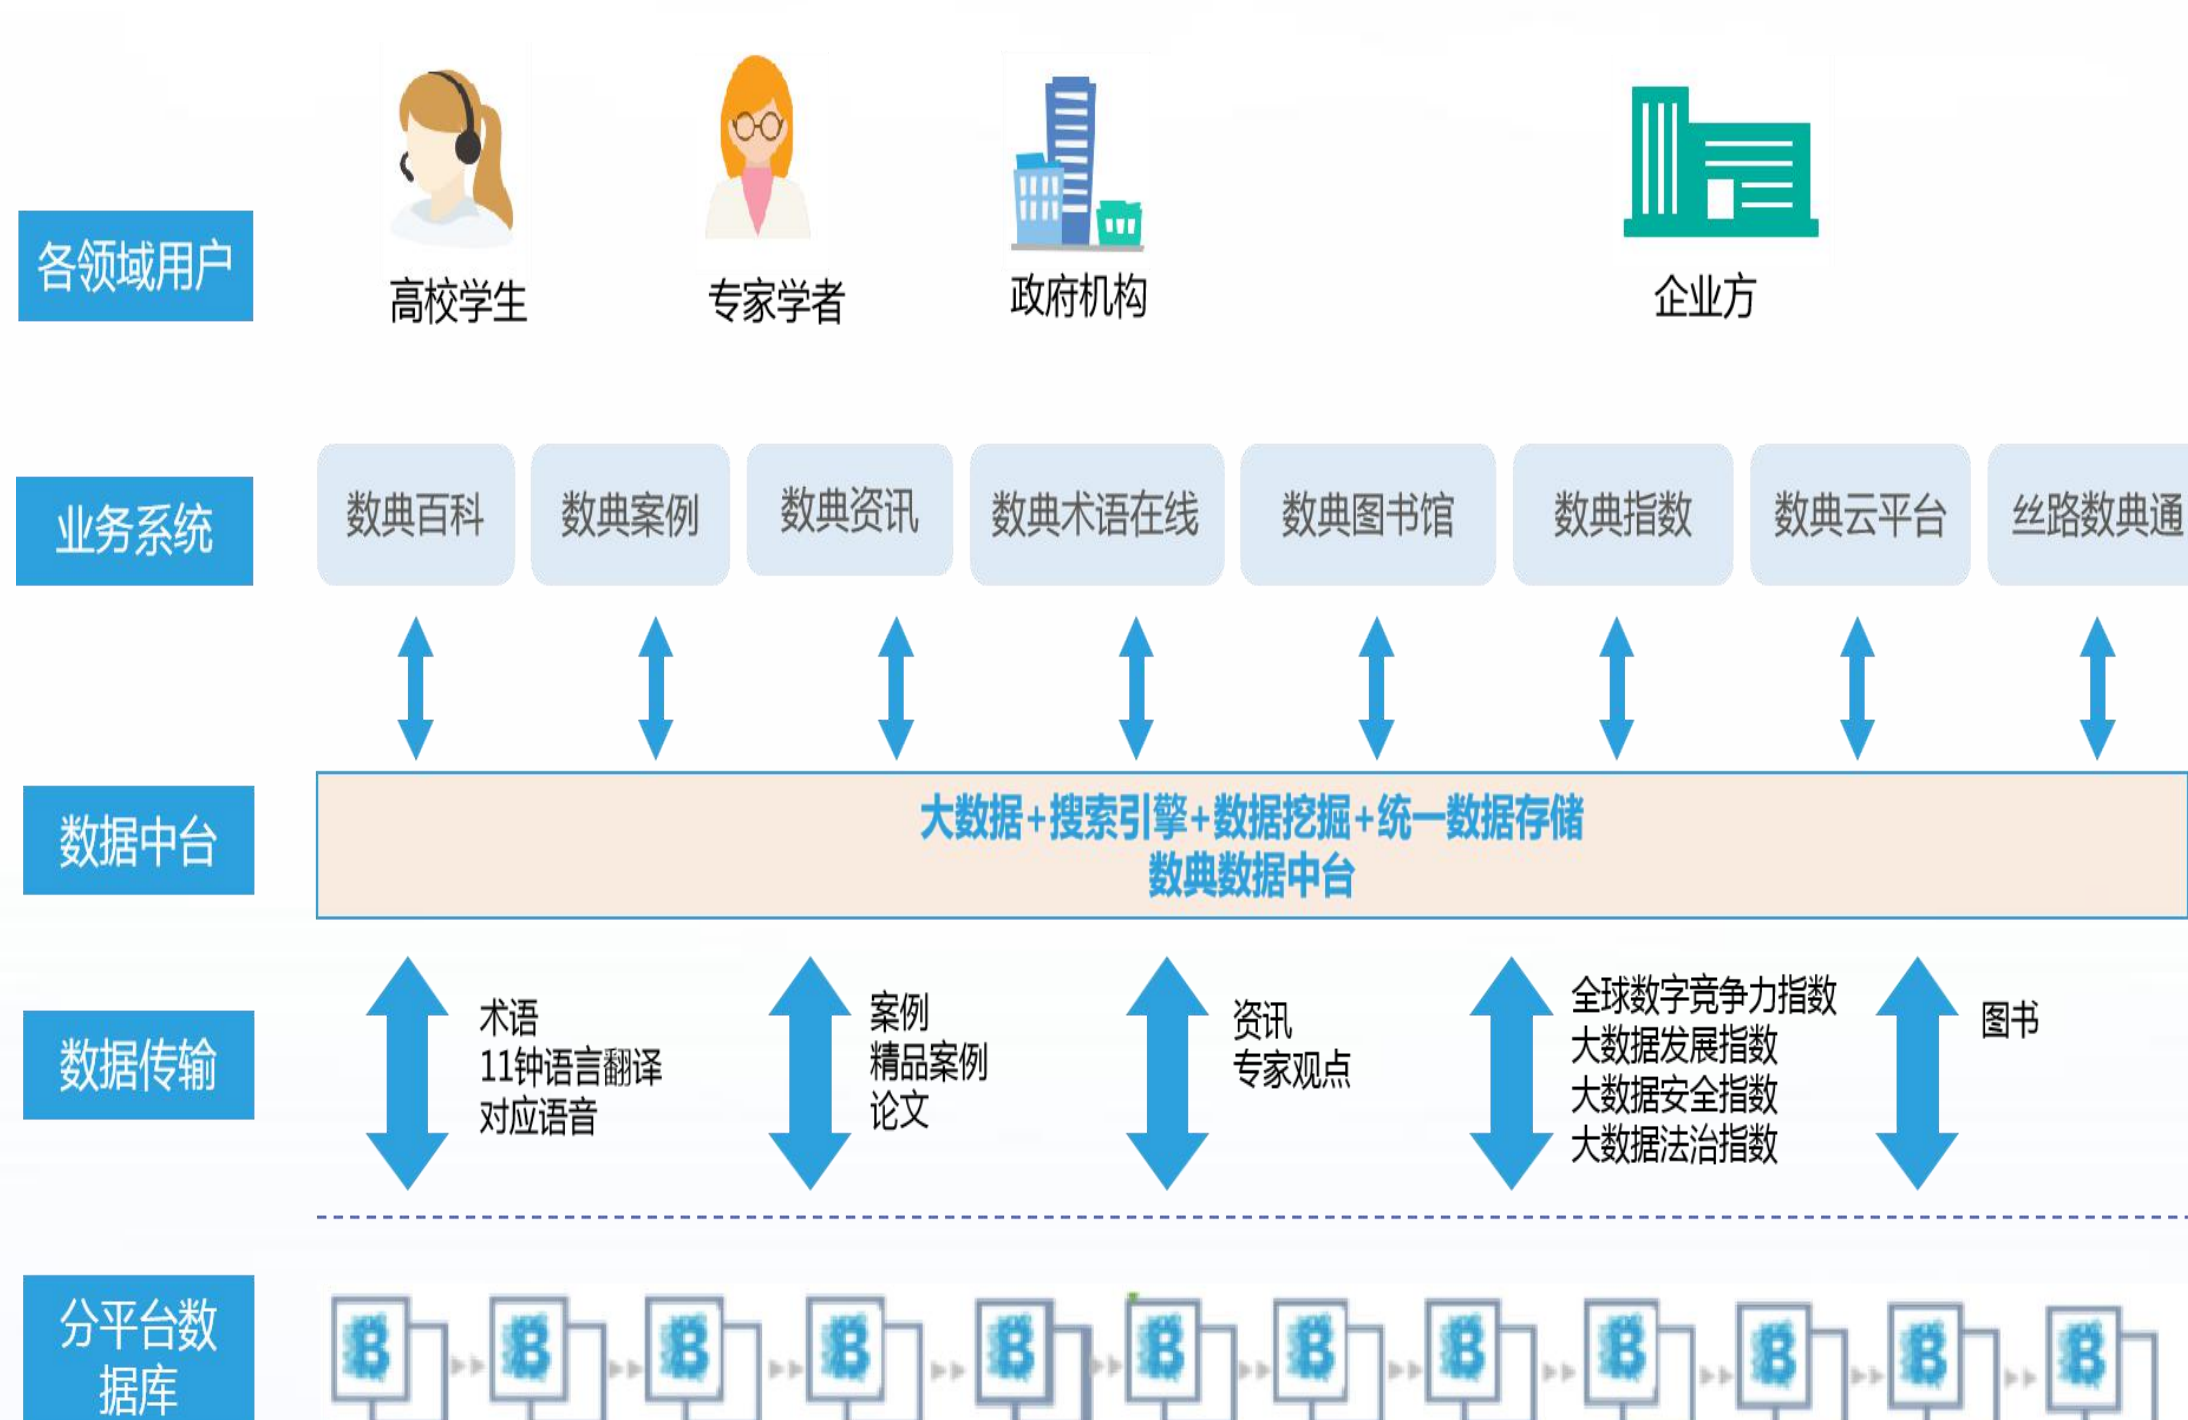 各领域用户
高校学生
专家学者
政府机构
企业方
业务系统
数典百科
数典案例
数典资讯
数典术语在线
数典图书馆
数典指数
数典云平台
丝路数典通
数据中台
大数据+搜索引擎+数据挖掘+统一数据存储
数典数据中台
数据传输
术语
11钟语言翻译
对应语音
案例
精品案例
论文
资讯
专家观点
全球数字竞争力指数
大数据发展指数
大数据安全指数
大数据法治指数
图书
分平台数
据库
B
B
B
B
B
B
B
B
B
B
B
B